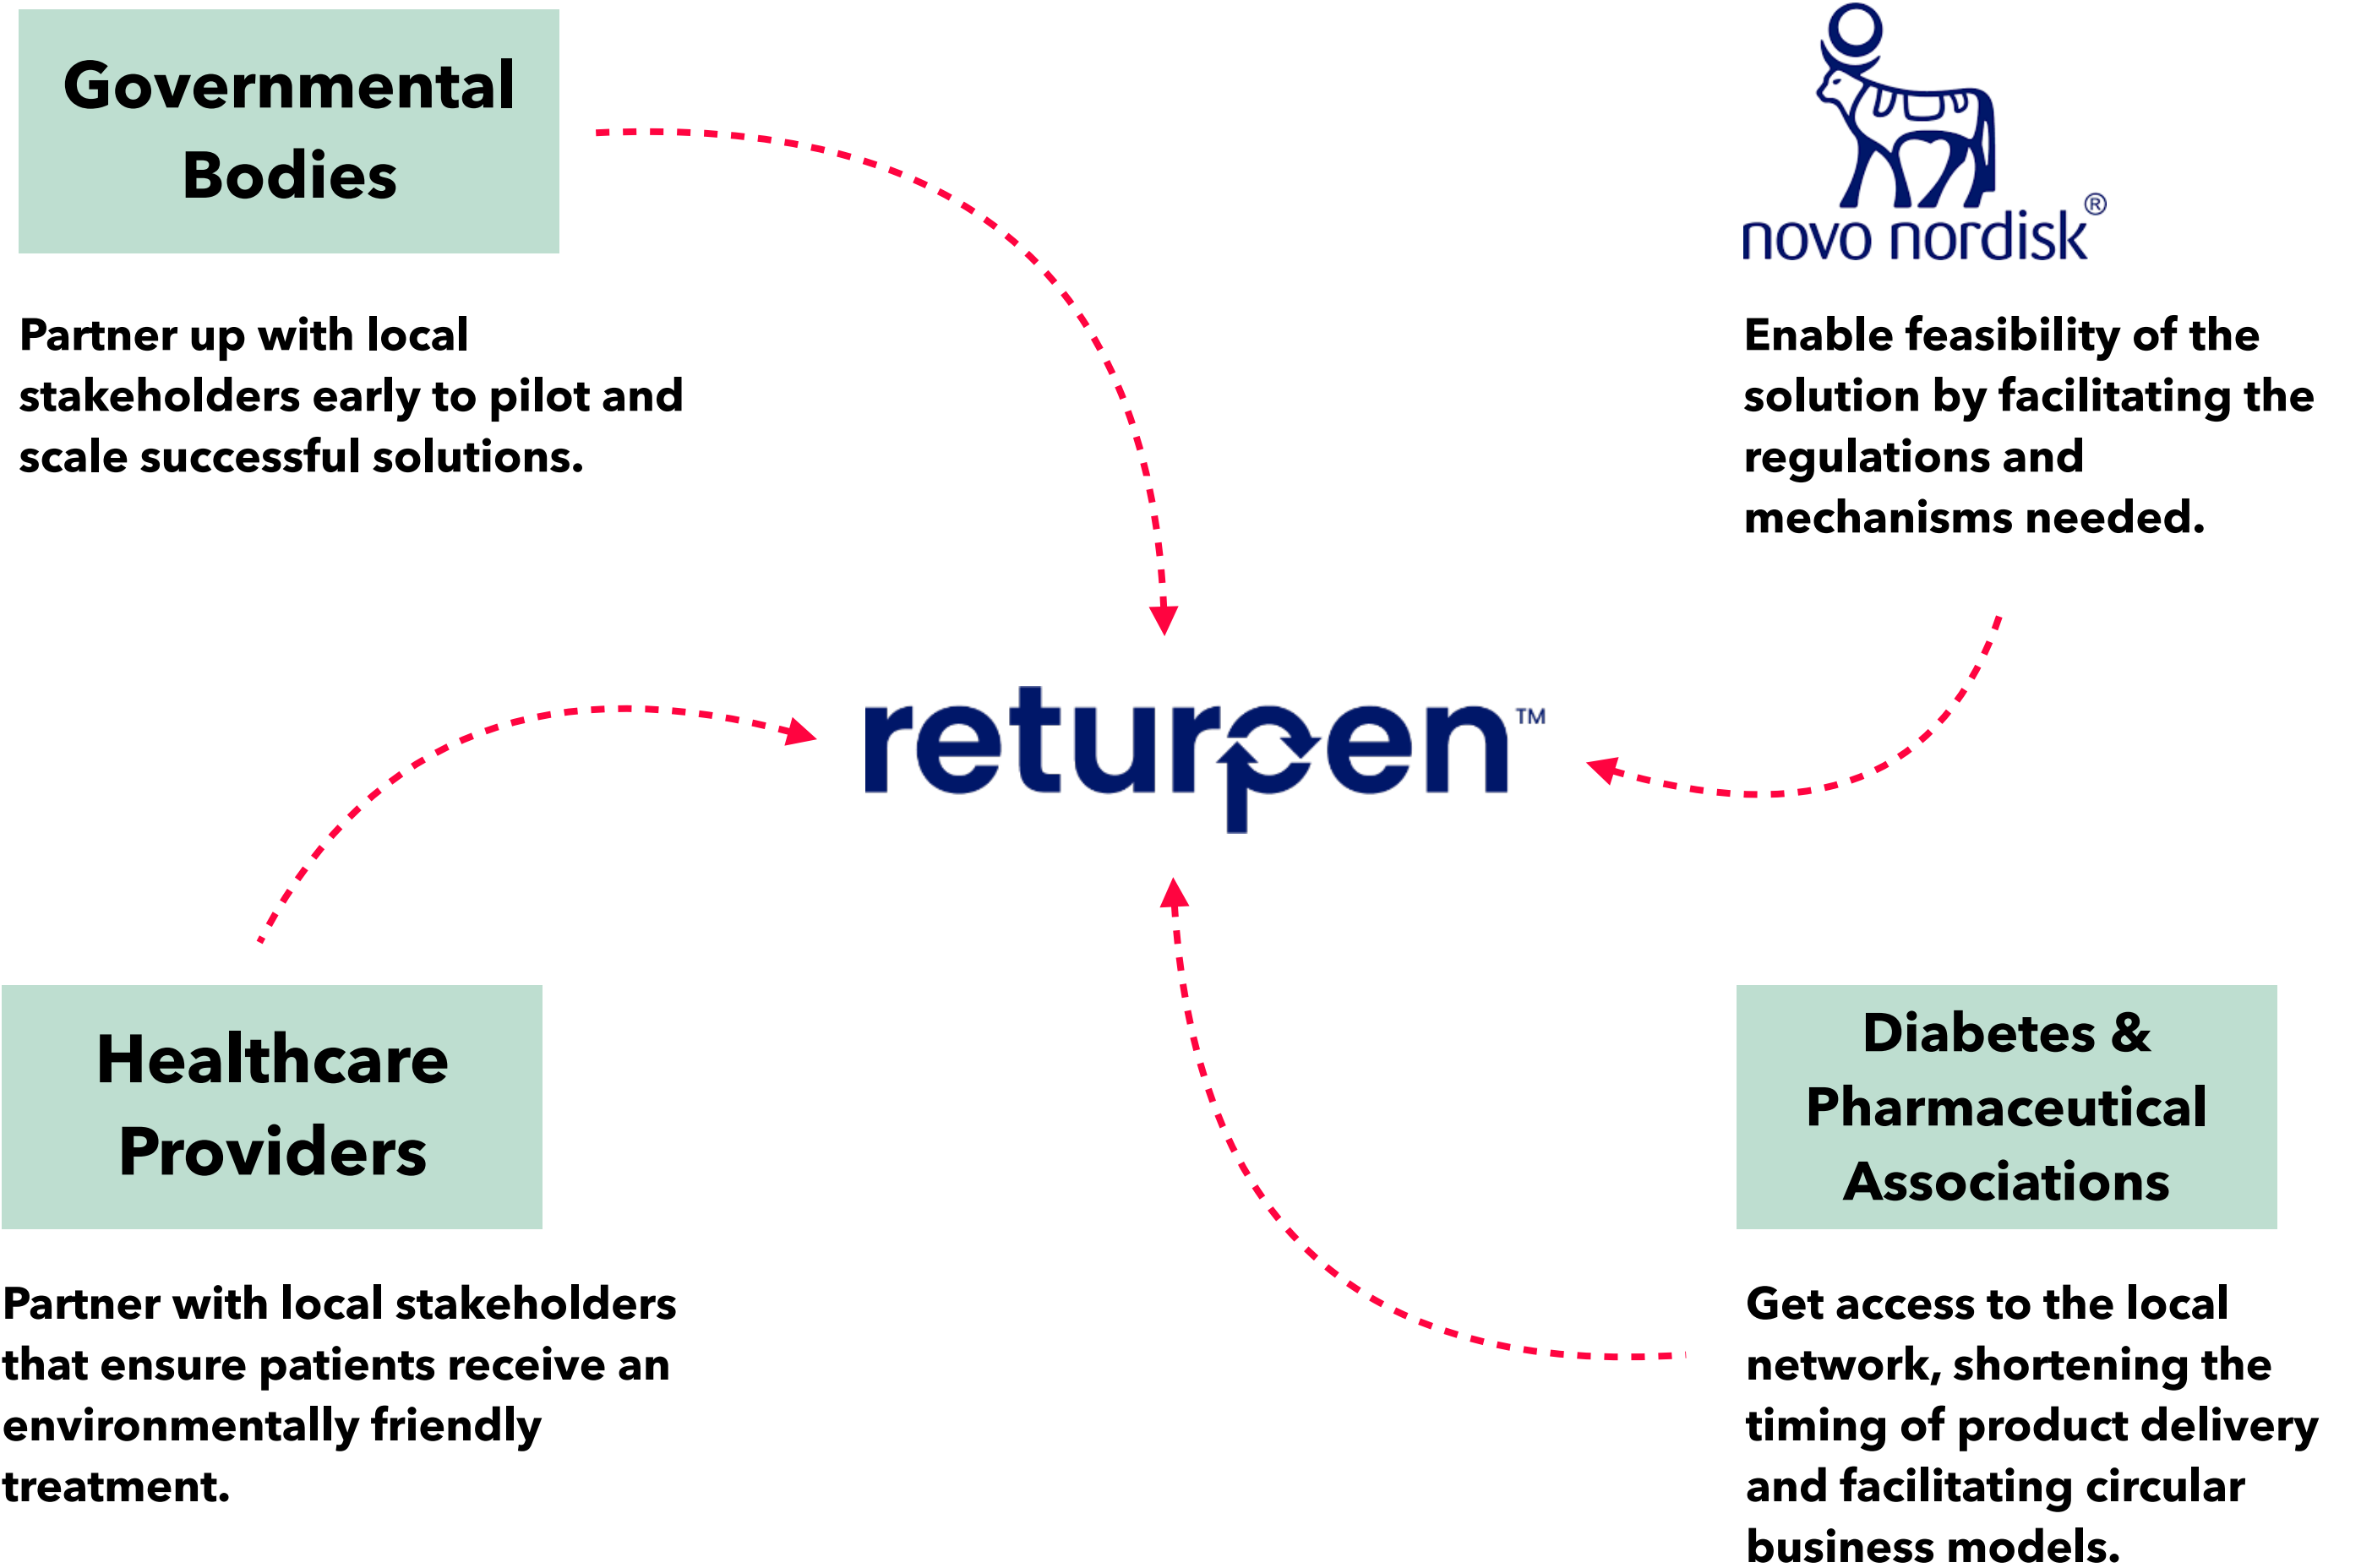 Governmental
Bodies
Partner up with local
stakeholders early to pilot and
scale successful solutions.
novo nordisk®
Enable feasibility of the
solution by facilitating the
regulations and
mechanisms needed.
returpen™
Healthcare
Providers
Partner with local stakeholders
that ensure patients receive an
environmentally friendly
treatment.
Diabetes &
Pharmaceutical
Associations
Get access to the local
network, shortening the
timing of product delivery
and facilitating circular
business models.